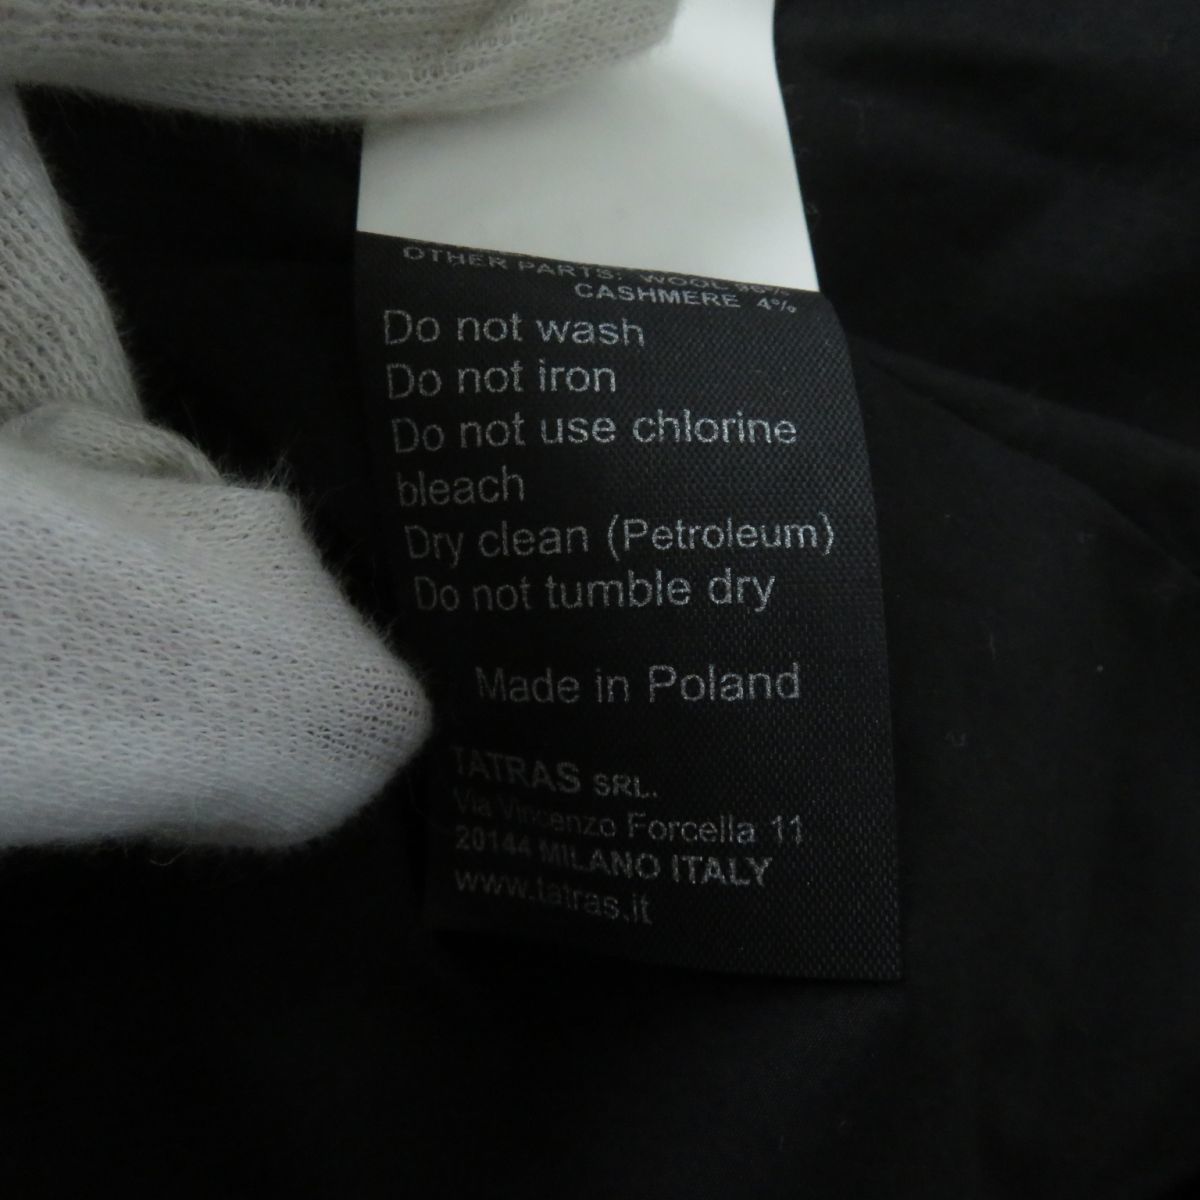 OTHER PARTS: WOOL 96%
CASHMERE 4%
Do not wash
Do not iron
Do not use chlorine
bleach
Dry clean (Petroleum)
Do not tumble dry
Made in Poland
TATRAS SRL.
Via Vincenzo Forcella 11
20144 MILANO ITALY
www.tatras.it